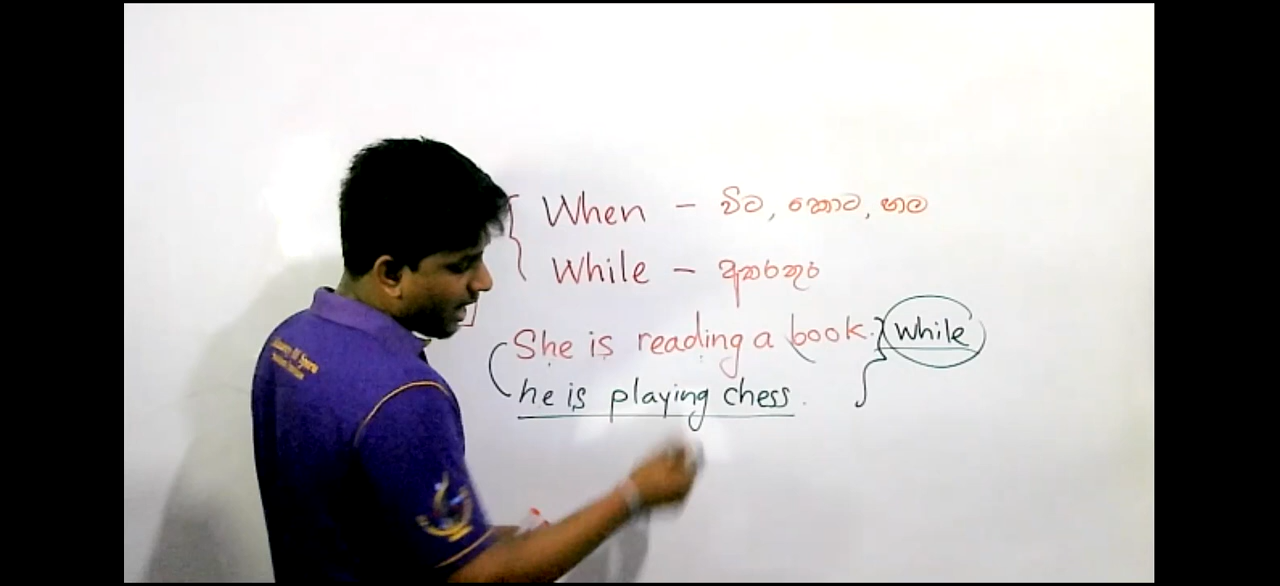 When - විට, කොට, හම
While - අතරතුර
She is reading a book. while
he is playing chess.